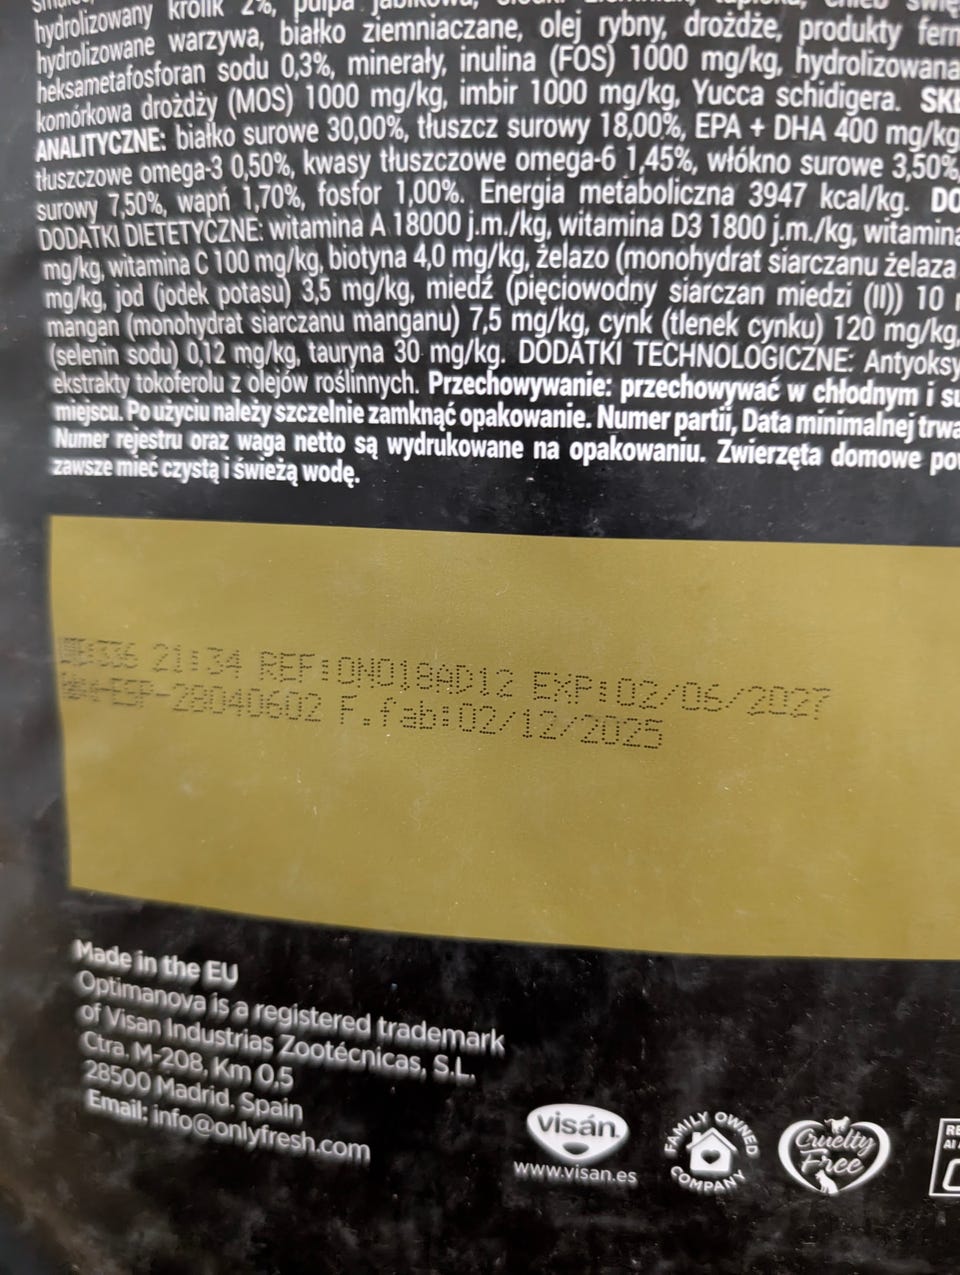 hydrolizowany królik 2%, pulpa
hydrolizowane warzywa, białko ziemniaczane, olej rybny, drożdże, produkty
heksametafosforan sodu 0,3%, minerały, inulina (FOS) 1000 mg/kg, hydrolizowana
komórkowa drożdży (MOS) 1000 mg/kg, imbir 1000 mg/kg, Yucca schidigera.
ANALITYCZNE: białko surowe 30,00%, tłuszcz surowy 18,00%, EPA + DHA 400 mg/kg
tłuszczowe omega-3 0,50%, kwasy tłuszczowe omega-6 1,45%, włókno surowe 3,50%,
surowy 7,50%, wapń 1,70%, fosfor 1,00%. Energia metaboliczna 3947 kcal/kg.
DODATKI DIETETYCZNE: witamina A 18000 j.m./kg, witamina D3 1800 j.m./kg, witamina
mg/kg, witamina C 100 mg/kg, biotyna 4,0 mg/kg, żelazo (monohydrat siarczanu żelaza
mg/kg, jod (jodek potasu) 3,5 mg/kg, miedź (pięciowodny siarczan miedzi (II)) 10
mangan (monohydrat siarczanu manganu) 7,5 mg/kg, cynk (tlenek cynku) 120 mg/kg,
(selenin sodu) 0,12 mg/kg, tauryna 30 mg/kg. DODATKI TECHNOLOGICZNE: Antyoksy
ekstrakty tokoferolu z olejów roślinnych. Przechowywanie: przechowywać w chłodnym i su
miejscu. Po użyciu należy szczelnie zamknąć opakowanie. Numer partii, Data minimalnej trwa
Numer rejestru oraz waga netto są wydrukowane na opakowaniu. Zwierzęta domowe pow
zawsze mieć czystą i świeżą wodę.
21:34 REF:ONO18AD12 EXP:02/06/2027
F.fab:02/12/2025
Made in the EU
Optimanova is a registered trademark
of Visan Industrias Zootécnicas, S.L.
Ctra. M-208, Km 0,5
28500 Madrid. Spain
Email: info@onlyfresh.com
visán.
www.visan.es
FAMILY OWNED
COMPANY
Cruelty
Free